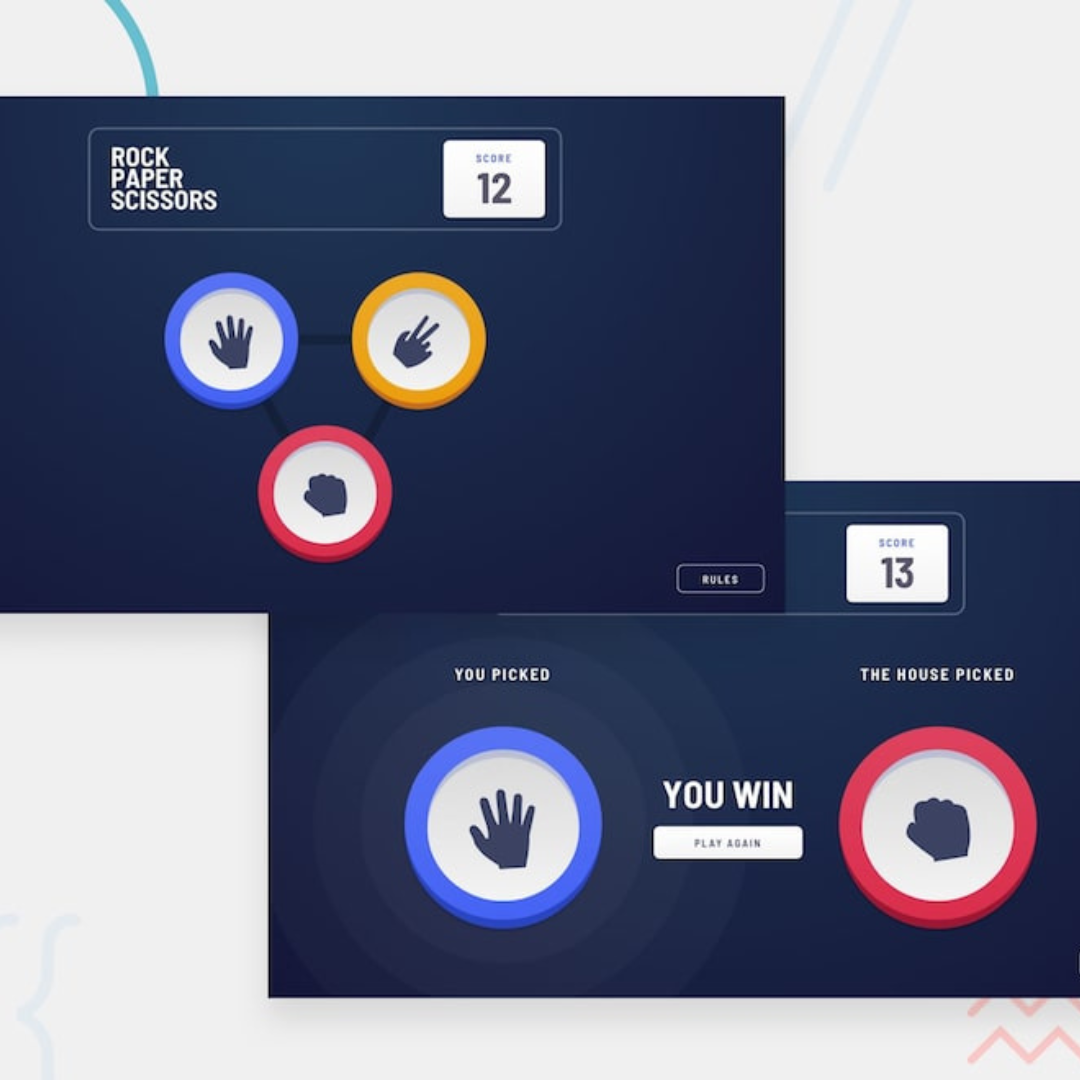 ROCK
PAPER
SCISSORS
SCORE
12
RULES
SCORE
13
YOU PICKED
THE HOUSE PICKED
YOU WIN
PLAY AGAIN